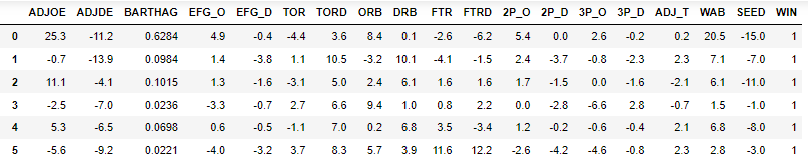 ADJOE ADJDE BARTHAG EFG_O EFG_D TOR TORD ORB DRB FTR FTRD 2P_O 2P_D 3P_O 3P_D ADJ_T WAB SEED WIN
0 25.3 -11.2 0.6284 4.9 -0.4 -4.4 3.6 8.4 0.1 -2.6 -6.2 5.4 0.0 2.6 -0.2 0.2 20.5 -15.0 1
1 -0.7 -13.9 0.0984 1.4 -3.8 1.1 10.5 -3.2 10.1 -4.1 -1.5 2.4 -3.7 -0.8 -2.3 2.3 7.1 -7.0 1
2 11.1 -4.1 0.1015 1.3 -1.6 -3.1 5.0 2.4 6.1 1.6 1.6 1.7 -1.5 0.0 -1.6 -2.1 6.1 -11.0 1
3 -2.5 -7.0 0.0236 -3.3 -0.7 2.7 6.6 9.4 1.0 0.8 2.2 0.0 -2.8 -6.6 2.8 -0.7 1.5 -1.0 1
4 5.3 -6.5 0.0698 0.6 -0.5 -1.1 7.0 0.2 6.8 3.5 -3.4 1.2 -0.2 -0.6 -0.4 2.1 6.8 -8.0 1
5 -5.6 -9.2 0.0221 -4.0 -3.2 3.7 8.3 5.7 3.9 11.6 12.2 -2.6 -4.2 -4.6 -0.8 2.3 2.8 -3.0 1